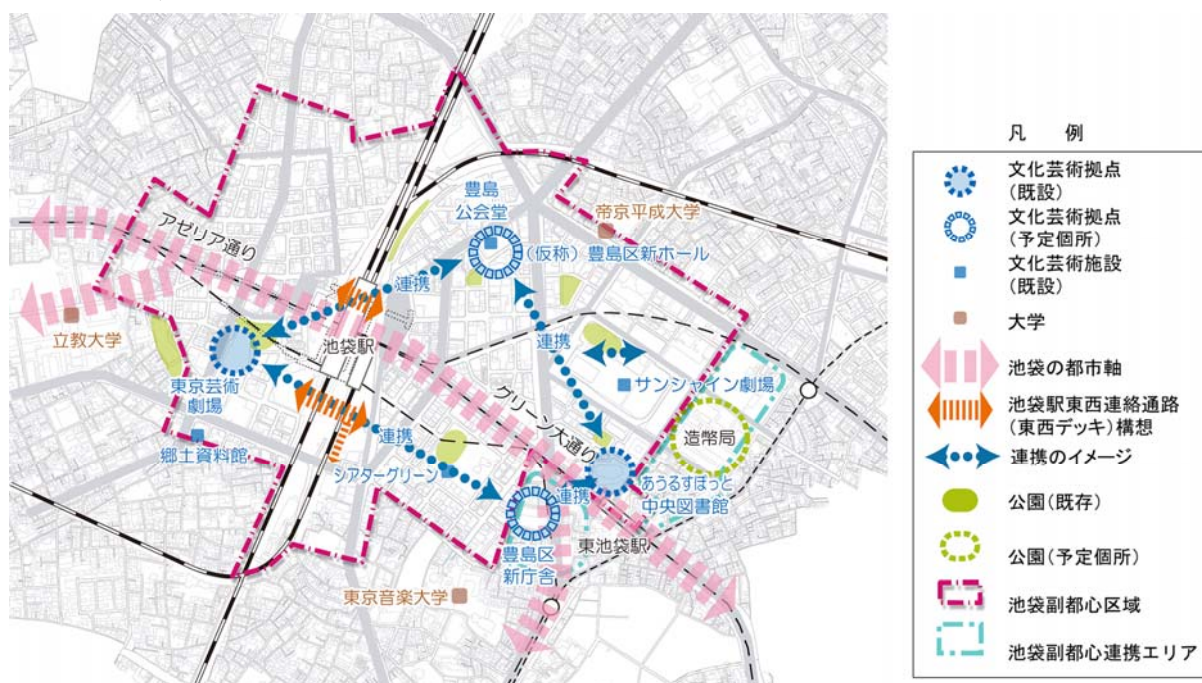 豊島
公会堂
帝京平成大学
アゼリア通り
(仮称)豊島区新ホール
連携
立教大学
池袋駅
連携
東京芸術
劇場
サンシャイン劇場
グリーン大通り
造幣局
郷土資料館
連携
シアターグリーン
あうるすぽっと
中央図書館
連携
東池袋駅
豊島区
新庁舎
東京音楽大学
凡 例
文化芸術拠点
(既設)
文化芸術拠点
(予定個所)
文化芸術施設
(既設)
大学
池袋の都市軸
池袋駅東西連絡通路
(東西デッキ)構想
連携のイメージ
公園(既存)
公園(予定個所)
池袋副都心区域
池袋副都心連携エリア